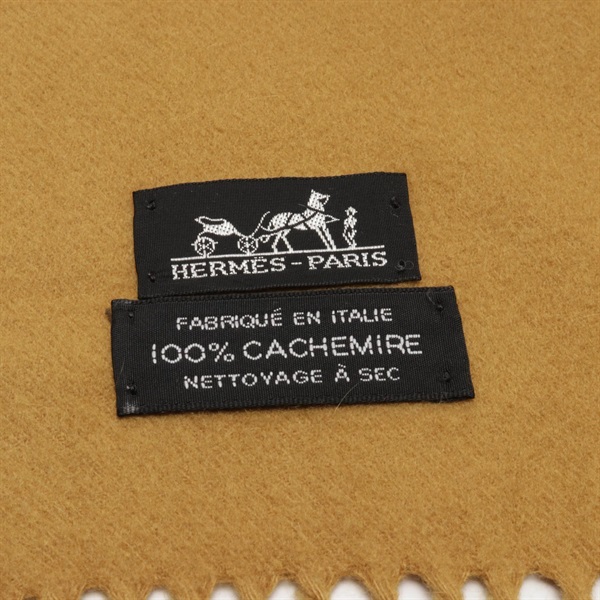 HERMÈS-PARIS
FABRIQUÉ EN ITALIE
100% CACHEMIRE
NETTOYAGE À SEC